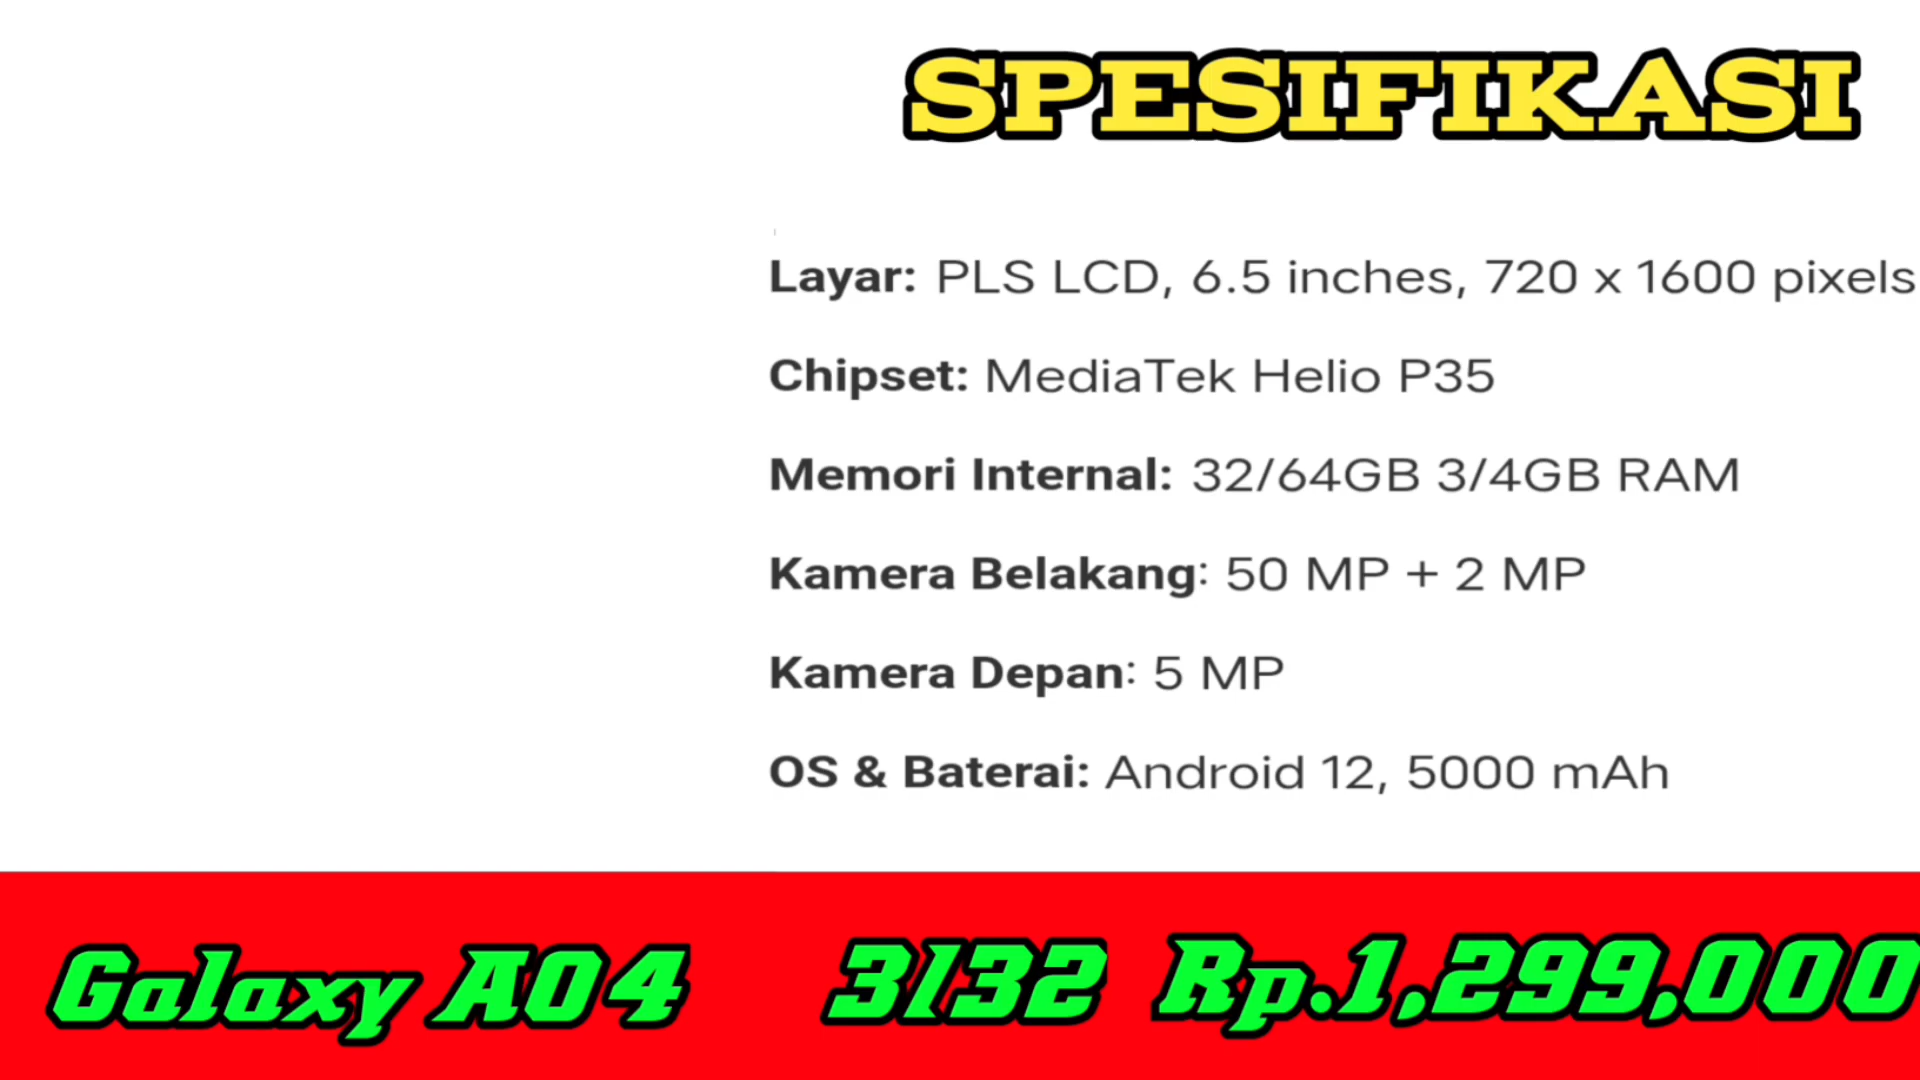 SPESIFIKASI
Layar: PLS LCD, 6.5 inches, 720 x 1600 pixels
Chipset: MediaTek Helio P35
Memori Internal: 32/64GB 3/4GB RAM
Kamera Belakang: 50 MP + 2 MP
Kamera Depan: 5 MP
OS & Baterai: Android 12, 5000 mAh
Galaxy A04 3/32 Rp.1,299,000